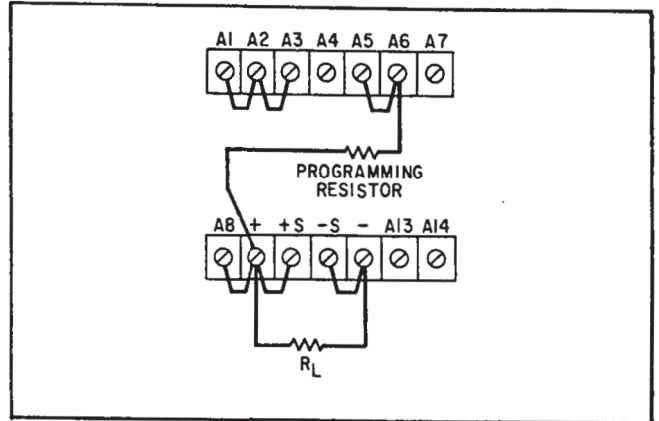 A1 A2 A3 A4 A5 A6 A7
PROGRAMMING
RESISTOR
A8 + +S -S - A13 A14
RL